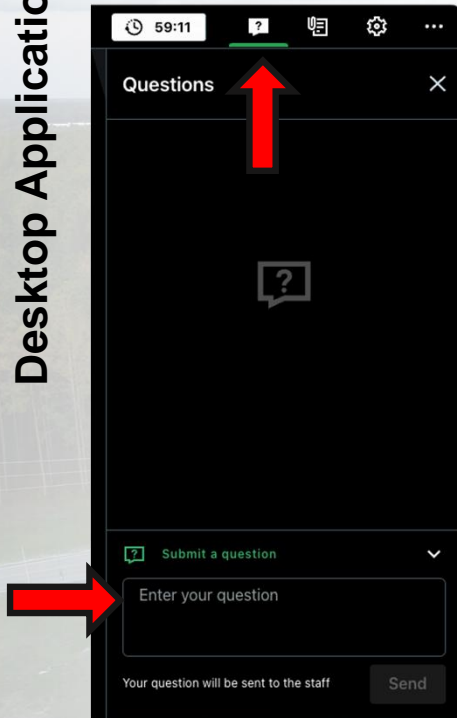 Desktop Applicatio
59:11
Questions
Submit a question
Enter your question
Your question will be sent to the staff
Send